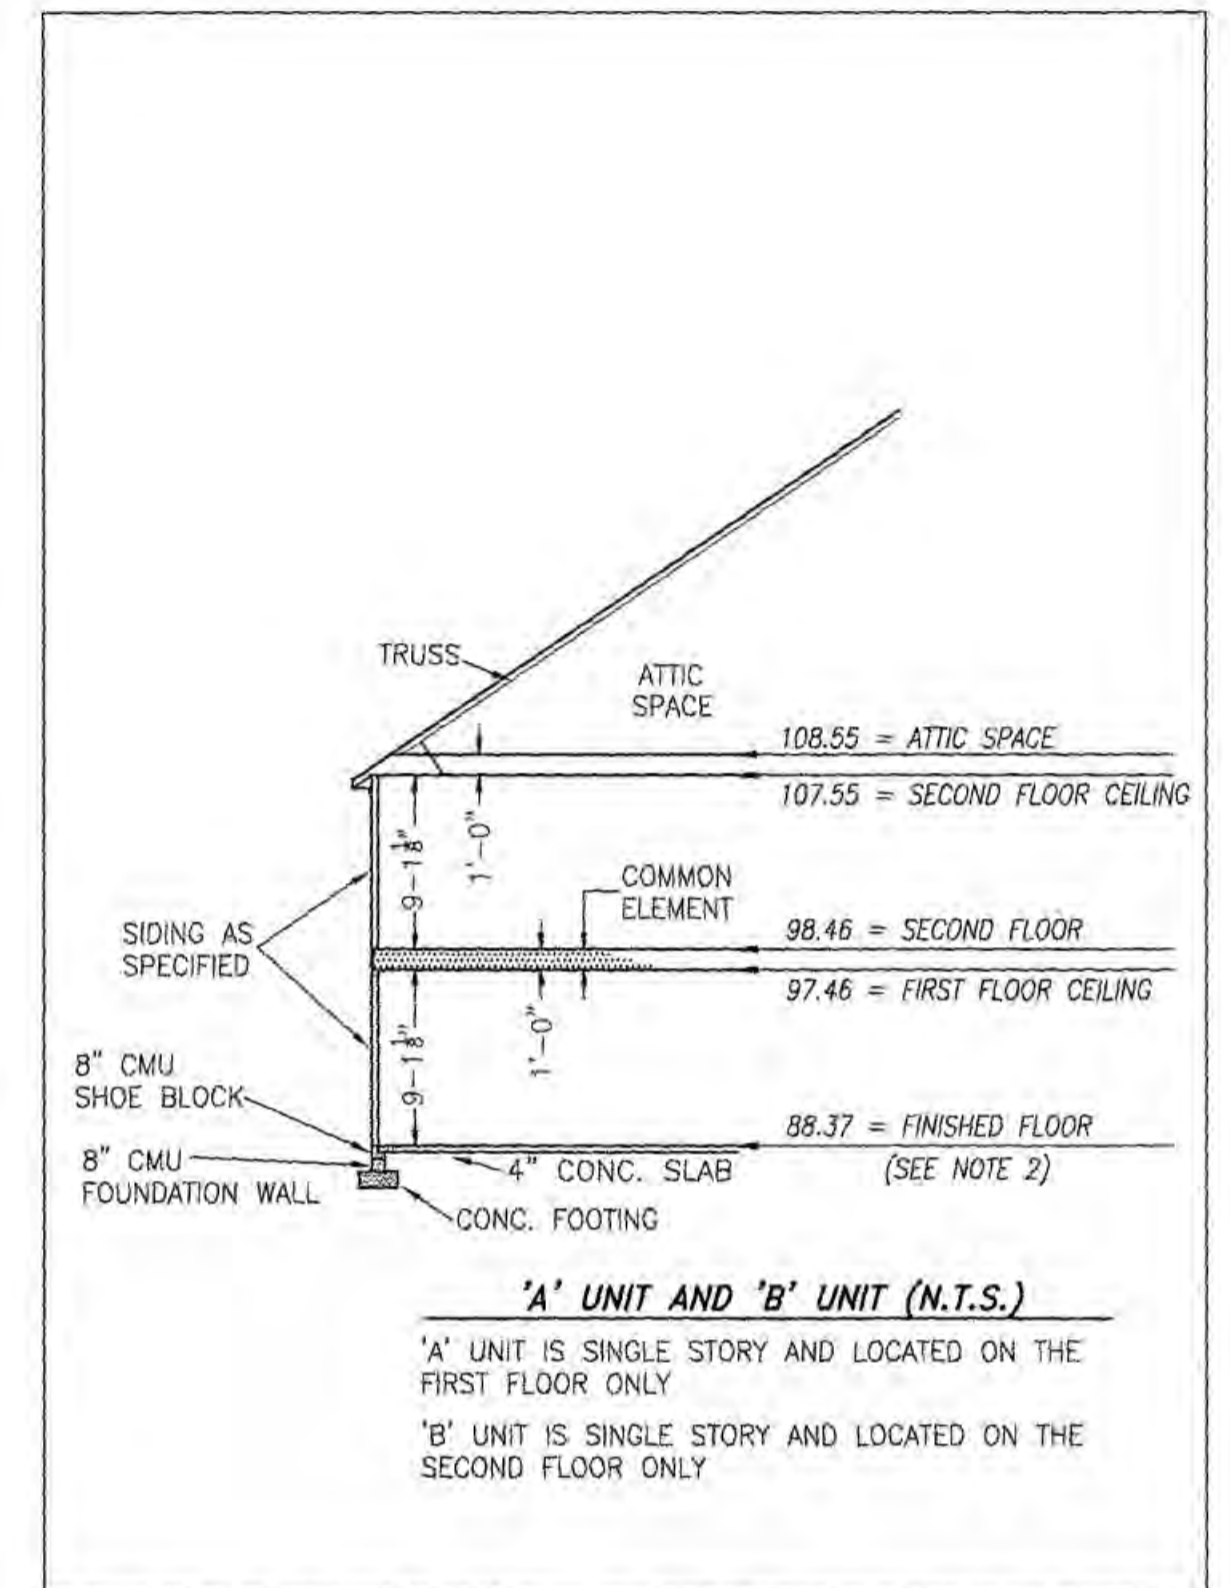 TRUSS
ATTIC
SPACE
108.55 = ATTIC SPACE
107.55 = SECOND FLOOR CEILING
9-1 1/8"
1'-0"
COMMON
ELEMENT
SIDING AS
SPECIFIED
98.46 = SECOND FLOOR
97.46 = FIRST FLOOR CEILING
9-1 1/8"
1'-0"
8" CMU
SHOE BLOCK
88.37 = FINISHED FLOOR
(SEE NOTE 2)
8" CMU
FOUNDATION WALL
4" CONC. SLAB
CONC. FOOTING
'A' UNIT AND 'B' UNIT (N.T.S.)
'A' UNIT IS SINGLE STORY AND LOCATED ON THE
FIRST FLOOR ONLY
'B' UNIT IS SINGLE STORY AND LOCATED ON THE
SECOND FLOOR ONLY